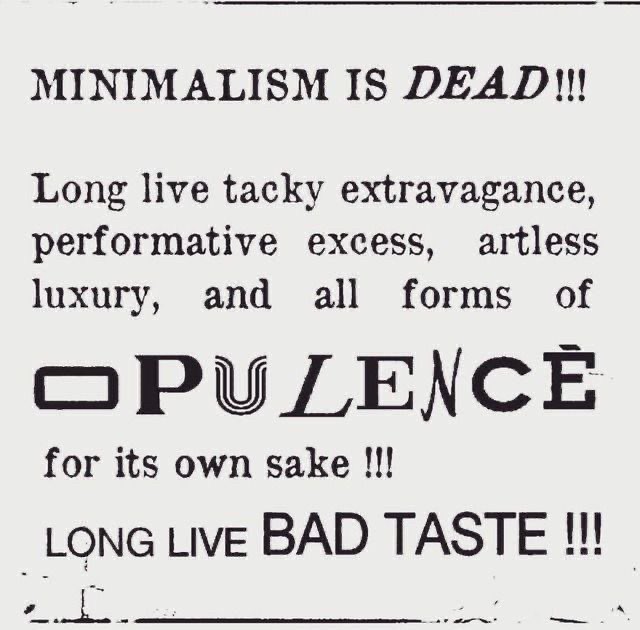 MINIMALISM IS DEAD!!!
Long live tacky extravagance,
performative excess, artless
luxury, and all forms of
OPULENCĒ
for its own sake !!!
LONG LIVE BAD TASTE !!!